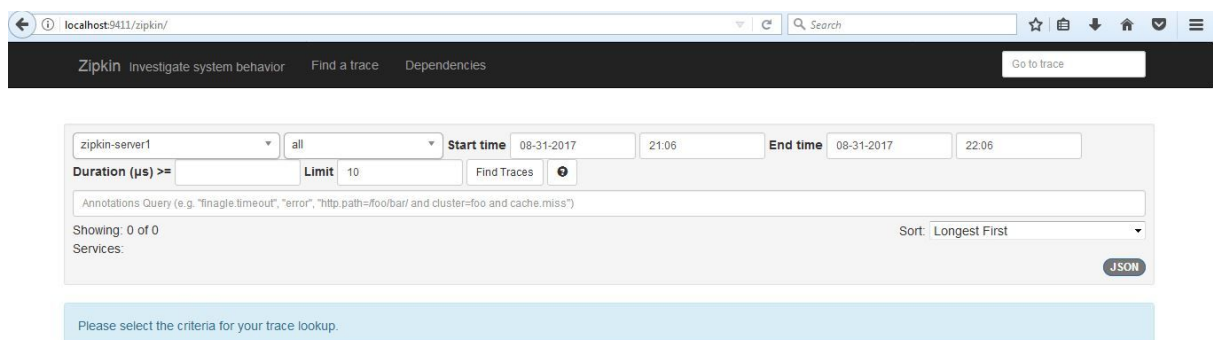 localhost:9411/zipkin/ Search
Zipkin Investigate system behavior Find a trace Dependencies Go to trace
zipkin-server1 all Start time 08-31-2017 21:06 End time 08-31-2017 22:06
Duration (μs) >= Limit 10 Find Traces ?
Annotations Query (e.g. "finagle.timeout", "error", "http.path=/foo/bar/ and cluster=foo and cache.miss")
Showing: 0 of 0 Sort: Longest First
Services:
JSON
Please select the criteria for your trace lookup.